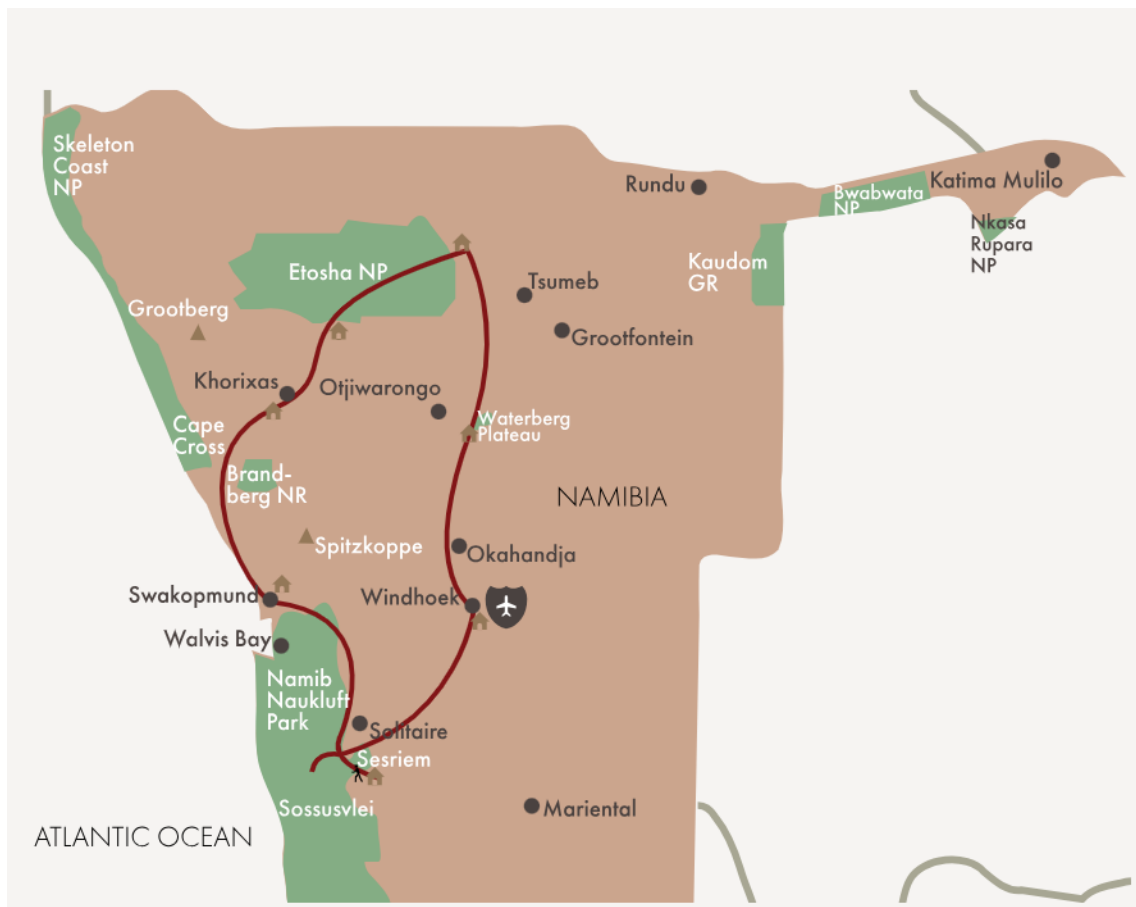 Skeleton
Coast
NP
Rundu
Katima Mulilo
Bwabwata
NP
Nkasa
Rupara
NP
Etosha NP
Kaudom
GR
Tsumeb
Grootberg
Grootfontein
Khorixas
Otjiwarongo
Cape
Cross
Waterberg
Plateau
Brand-
berg NR
NAMIBIA
Spitzkoppe
Okahandja
Swakopmund
Windhoek
Walvis Bay
Namib
Naukluft
Park
Solitaire
Sesriem
Sossusvlei
Mariental
ATLANTIC OCEAN